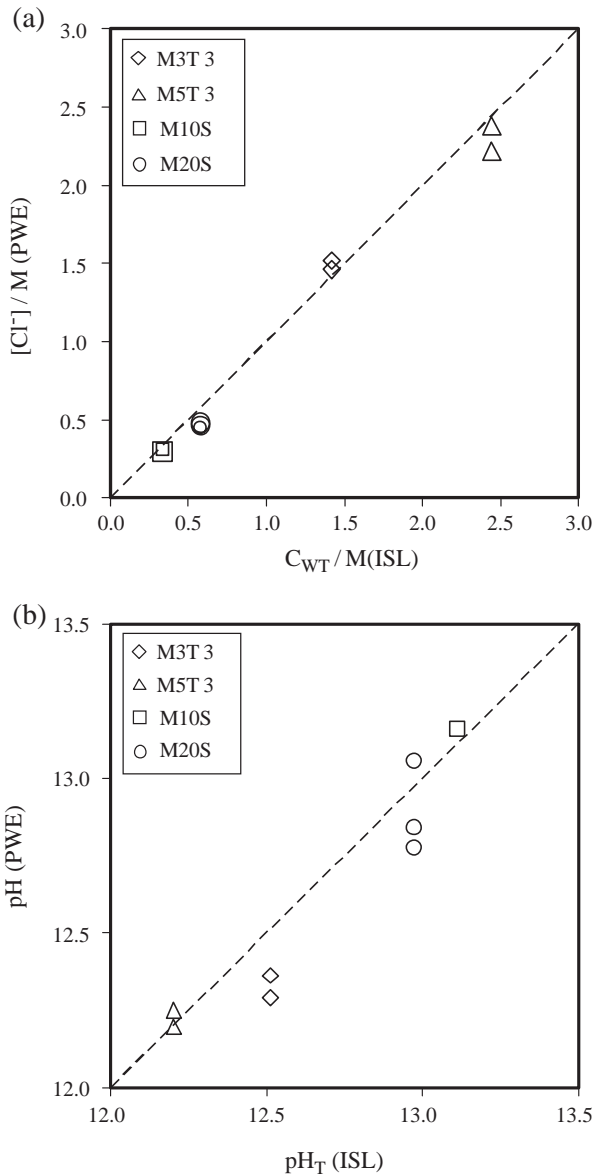 (a)
3.0
2.5
2.0
1.5
1.0
0.5
0.0
[Cl⁻] / M (PWE)
M3T 3
M5T 3
M10S
M20S
0.0 0.5 1.0 1.5 2.0 2.5 3.0
C_WT / M(ISL)
(b)
13.5
13.0
12.5
12.0
pH (PWE)
M3T 3
M5T 3
M10S
M20S
12.0 12.5 13.0 13.5
pH_T (ISL)